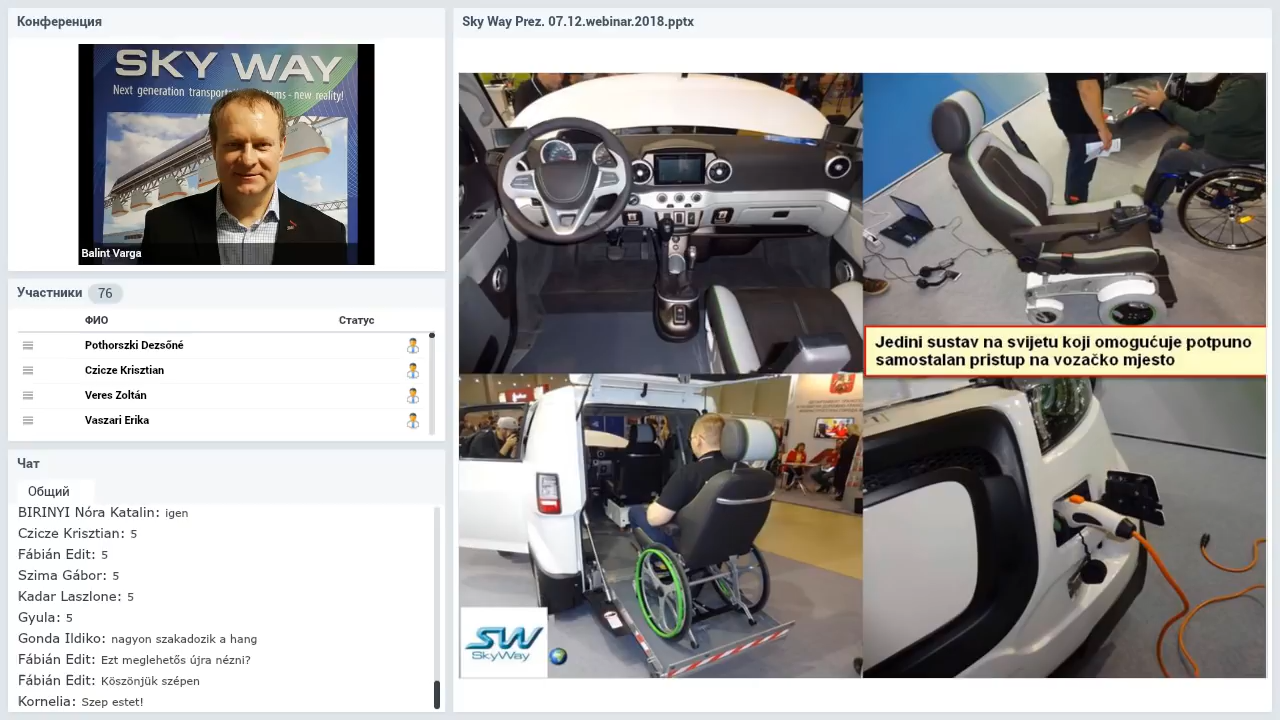 Конференция
SKY WAY
Next generation
ems - new reality!
Balint Varga
Участники 76
ФИО Статус
Pothorszki Dezsőné
Czicze Krisztian
Veres Zoltán
Vaszari Erika
Чат
Общий
BIRINYI Nóra Katalin: igen
Czicze Krisztian: 5
Fábián Edit: 5
Szima Gábor: 5
Kadar Laszlone: 5
Gyula: 5
Gonda Ildiko: nagyon szakadozik a hang
Fábián Edit: Ezt meglehetős újra nézni?
Fábián Edit: Köszönjük szépen
Kornelia: Szep estet!
Sky Way Prez. 07.12.webinar.2018.pptx
Jedini sustav na svijetu koji omogućuje potpuno
samostalan pristup na vozačko mjesto
SW
SkyWay